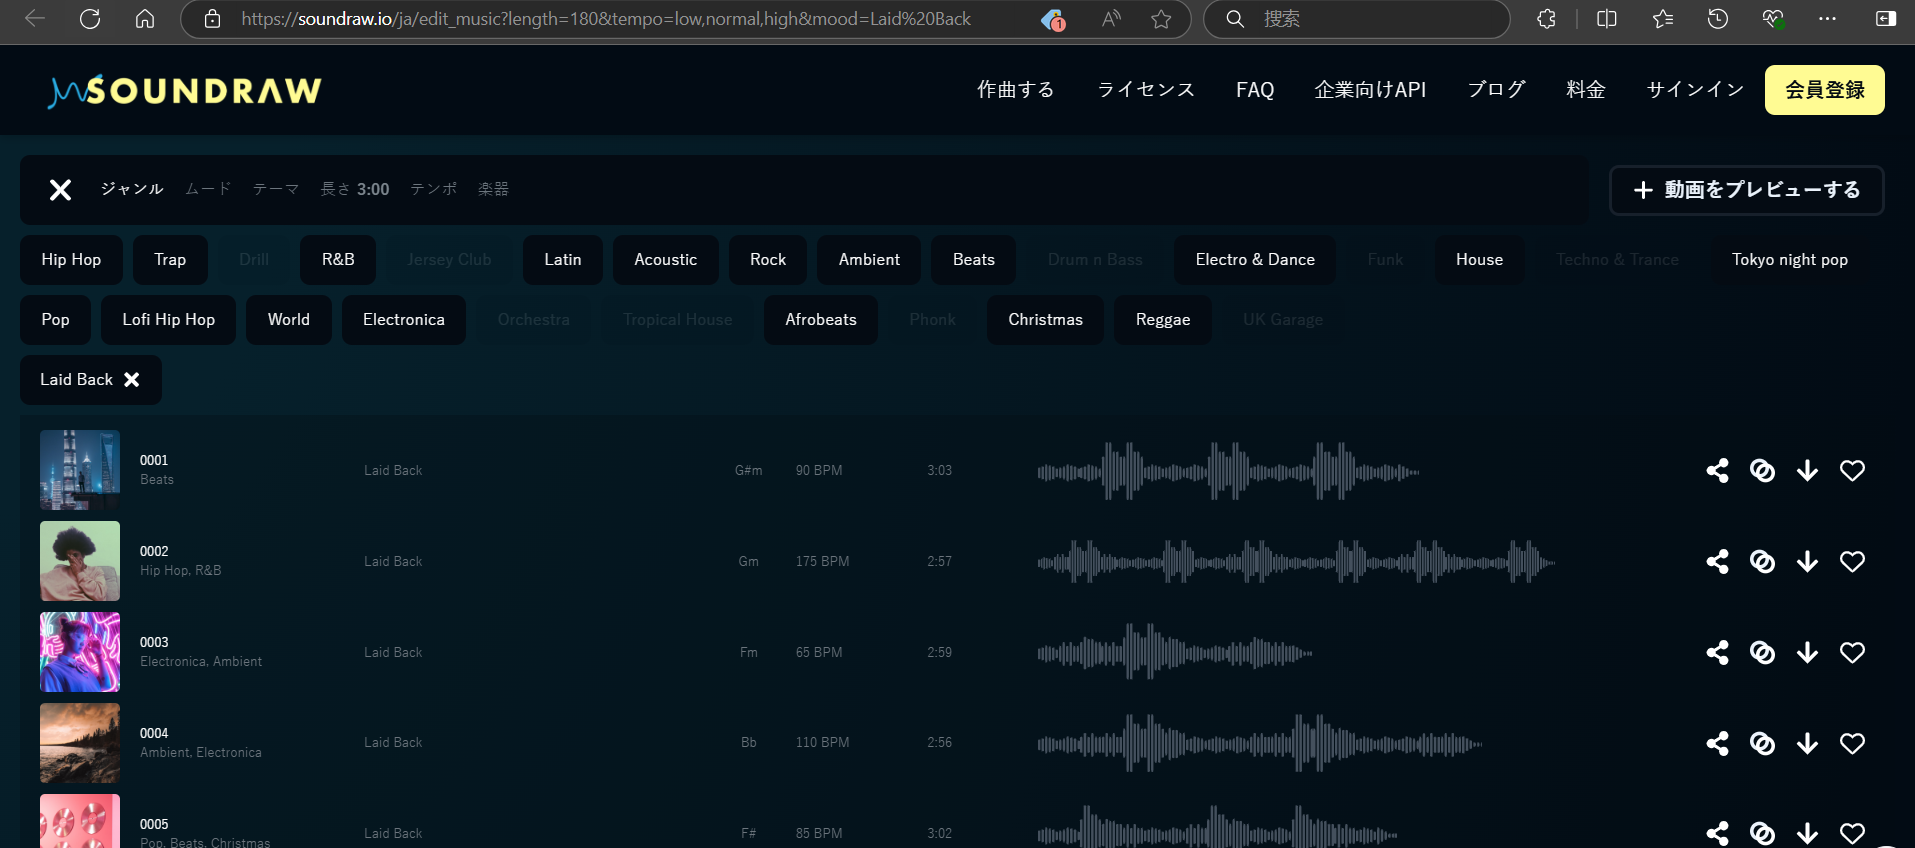 https://soundraw.io/ja/edit_music?length=180&tempo=low,normal,high&mood=Laid%20Back
1
搜索
SOUNDRAW
作曲する ライセンス FAQ 企業向けAPI ブログ 料金 サインイン 会員登録
ジャンル ムード テーマ 長さ 3:00 テンポ 楽器
動画をプレビューする
Hip Hop Trap Drill R&B Jersey Club Latin Acoustic Rock Ambient Beats Drum n Bass Electro & Dance Funk House Techno & Trance Tokyo night pop
Pop Lofi Hip Hop World Electronica Orchestra Tropical House Afrobeats Phonk Christmas Reggae UK Garage
Laid Back
0001
Beats
Laid Back G#m 90 BPM 3:03
0002
Hip Hop, R&B
Laid Back Gm 175 BPM 2:57
0003
Electronica, Ambient
Laid Back Fm 65 BPM 2:59
0004
Ambient, Electronica
Laid Back Bb 110 BPM 2:56
0005
Pop, Beats, Christmas
Laid Back F# 85 BPM 3:02